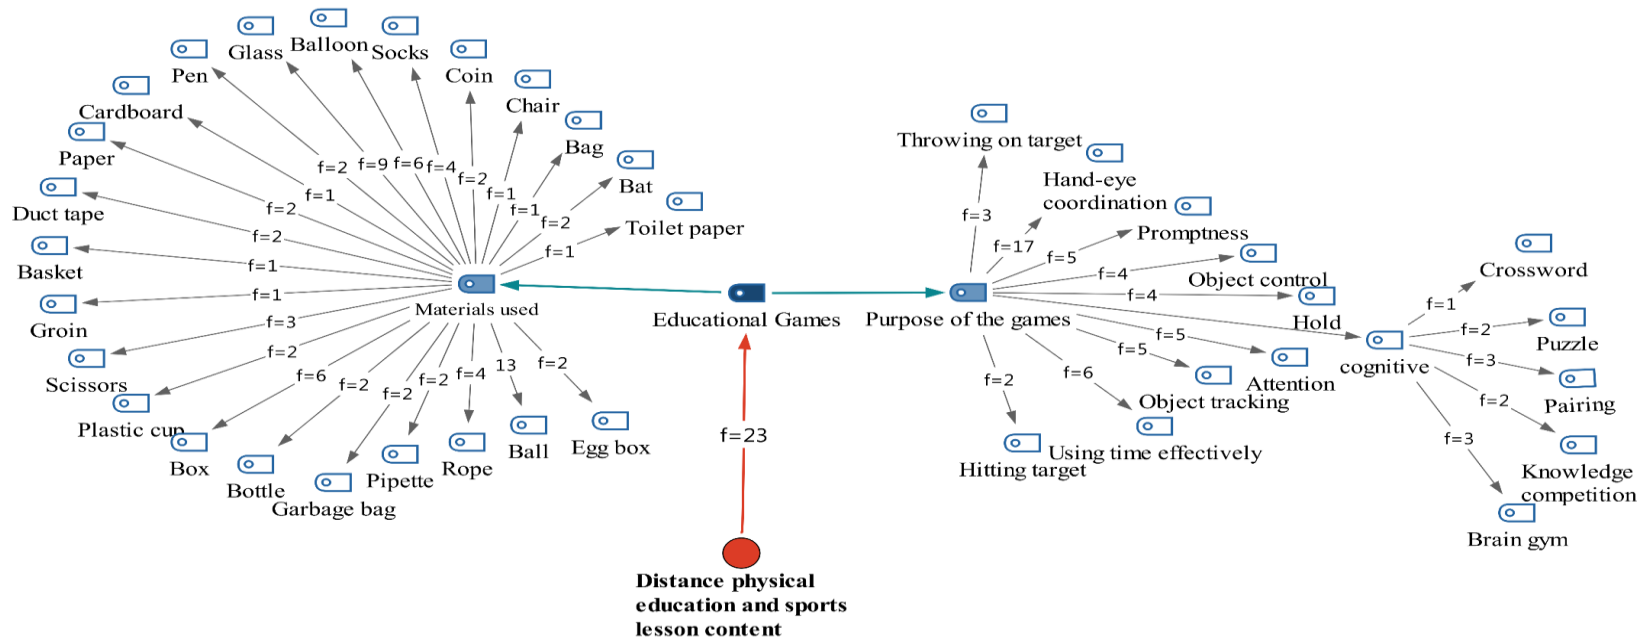 Balloon
Glass
Socks
Pen
Coin
Cardboard
Chair
Paper
Bag
Duct tape
Bat
Basket
Toilet paper
Groin
Scissors
Plastic cup
Box
Bottle
Garbage bag
Pipette
Rope
Ball
Egg box
f=2
f=9
f=6
f=4
f=2
f=1
f=1
f=2
f=1
f=1
f=2
f=2
f=1
f=1
f=3
f=2
f=6
f=2
f=2
f=2
f=4
13
f=2
Materials used
Educational Games
Purpose of the games
f=23
Distance physical
education and sports
lesson content
Throwing on target
f=3
Hand-eye
coordination
f=17
Promptness
f=5
Object control
f=4
Hold
f=4
Attention
f=5
Object tracking
f=5
Using time effectively
f=6
Hitting target
f=2
cognitive
Crossword
f=1
Puzzle
f=2
Pairing
f=3
Knowledge
competition
f=2
Brain gym
f=3